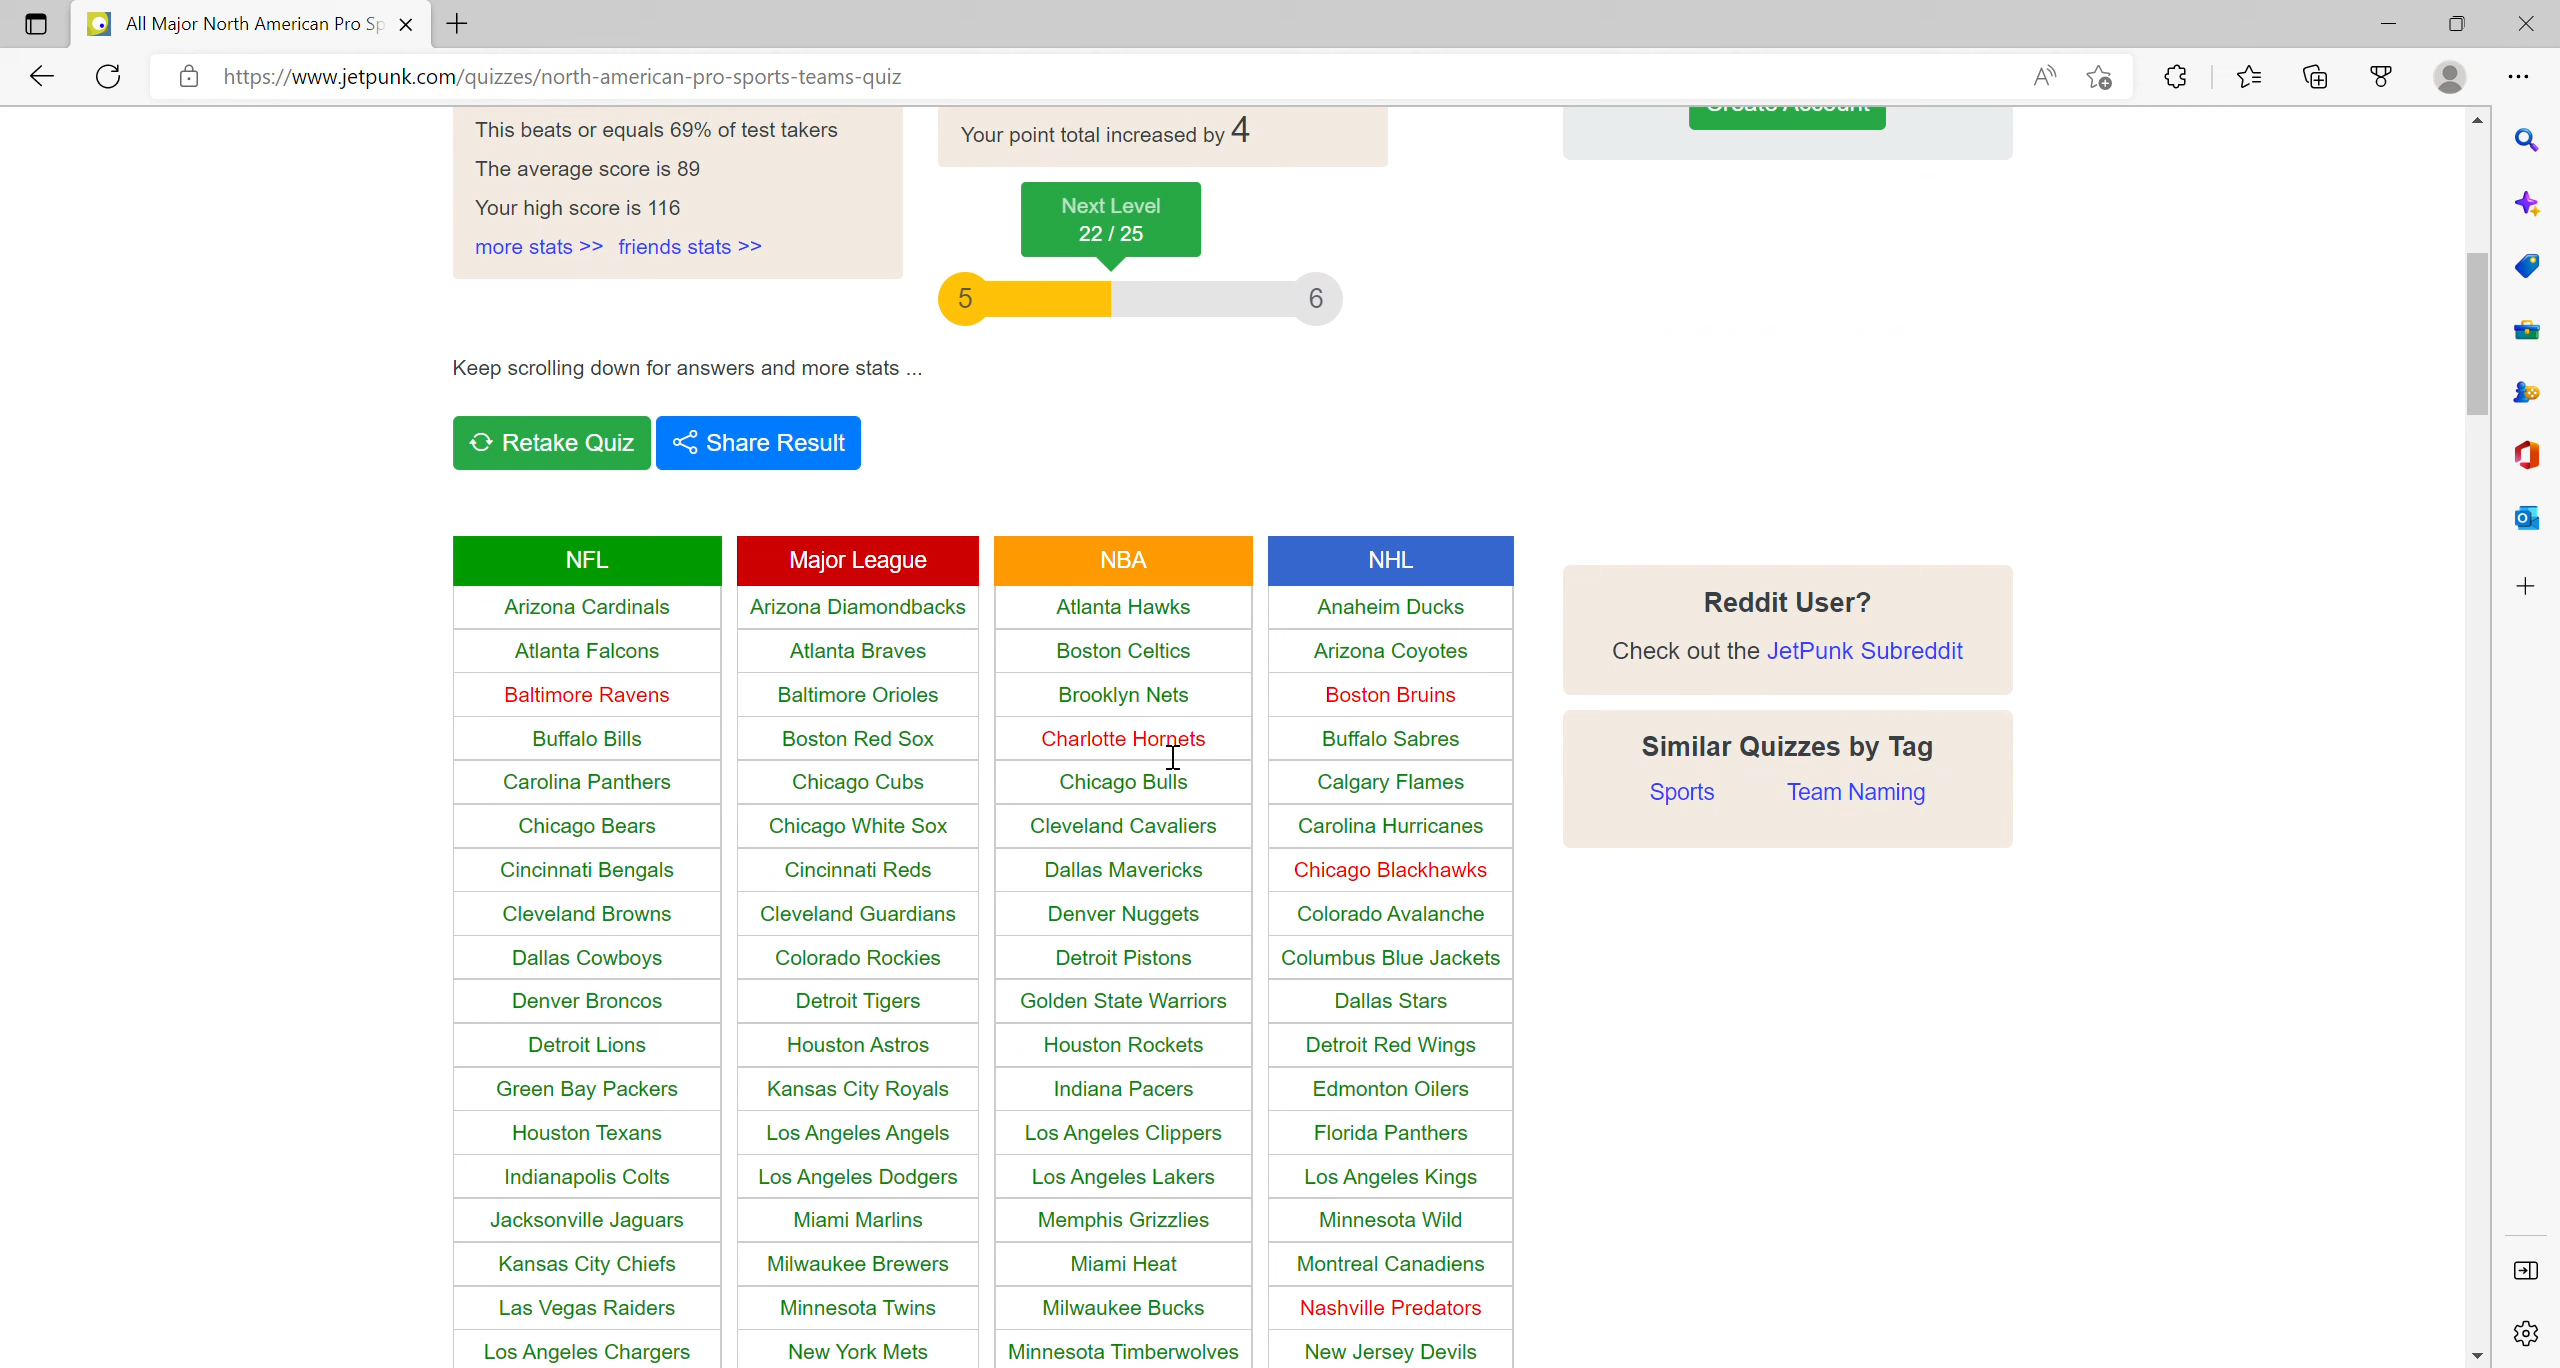 All Major North American Pro Sp
https://www.jetpunk.com/quizzes/north-american-pro-sports-teams-quiz
This beats or equals 69% of test takers
The average score is 89
Your high score is 116
more stats >> friends stats >>
Your point total increased by 4
Next Level
22 / 25
5 6
Create Account
Keep scrolling down for answers and more stats ...
Retake Quiz Share Result
NFL Major League NBA NHL
Arizona Cardinals Arizona Diamondbacks Atlanta Hawks Anaheim Ducks
Atlanta Falcons Atlanta Braves Boston Celtics Arizona Coyotes
Baltimore Ravens Baltimore Orioles Brooklyn Nets Boston Bruins
Buffalo Bills Boston Red Sox Charlotte Hornets Buffalo Sabres
Carolina Panthers Chicago Cubs Chicago Bulls Calgary Flames
Chicago Bears Chicago White Sox Cleveland Cavaliers Carolina Hurricanes
Cincinnati Bengals Cincinnati Reds Dallas Mavericks Chicago Blackhawks
Cleveland Browns Cleveland Guardians Denver Nuggets Colorado Avalanche
Dallas Cowboys Colorado Rockies Detroit Pistons Columbus Blue Jackets
Denver Broncos Detroit Tigers Golden State Warriors Dallas Stars
Detroit Lions Houston Astros Houston Rockets Detroit Red Wings
Green Bay Packers Kansas City Royals Indiana Pacers Edmonton Oilers
Houston Texans Los Angeles Angels Los Angeles Clippers Florida Panthers
Indianapolis Colts Los Angeles Dodgers Los Angeles Lakers Los Angeles Kings
Jacksonville Jaguars Miami Marlins Memphis Grizzlies Minnesota Wild
Kansas City Chiefs Milwaukee Brewers Miami Heat Montreal Canadiens
Las Vegas Raiders Minnesota Twins Milwaukee Bucks Nashville Predators
Los Angeles Chargers New York Mets Minnesota Timberwolves New Jersey Devils
Reddit User?
Check out the JetPunk Subreddit
Similar Quizzes by Tag
Sports Team Naming